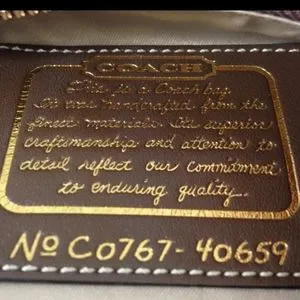 COACH
This is a Coach bag.
It was handcrafted from the
finest materials. Its superior
craftsmanship and attention to
detail reflect our commitment
to enduring quality.
No C0767-40659